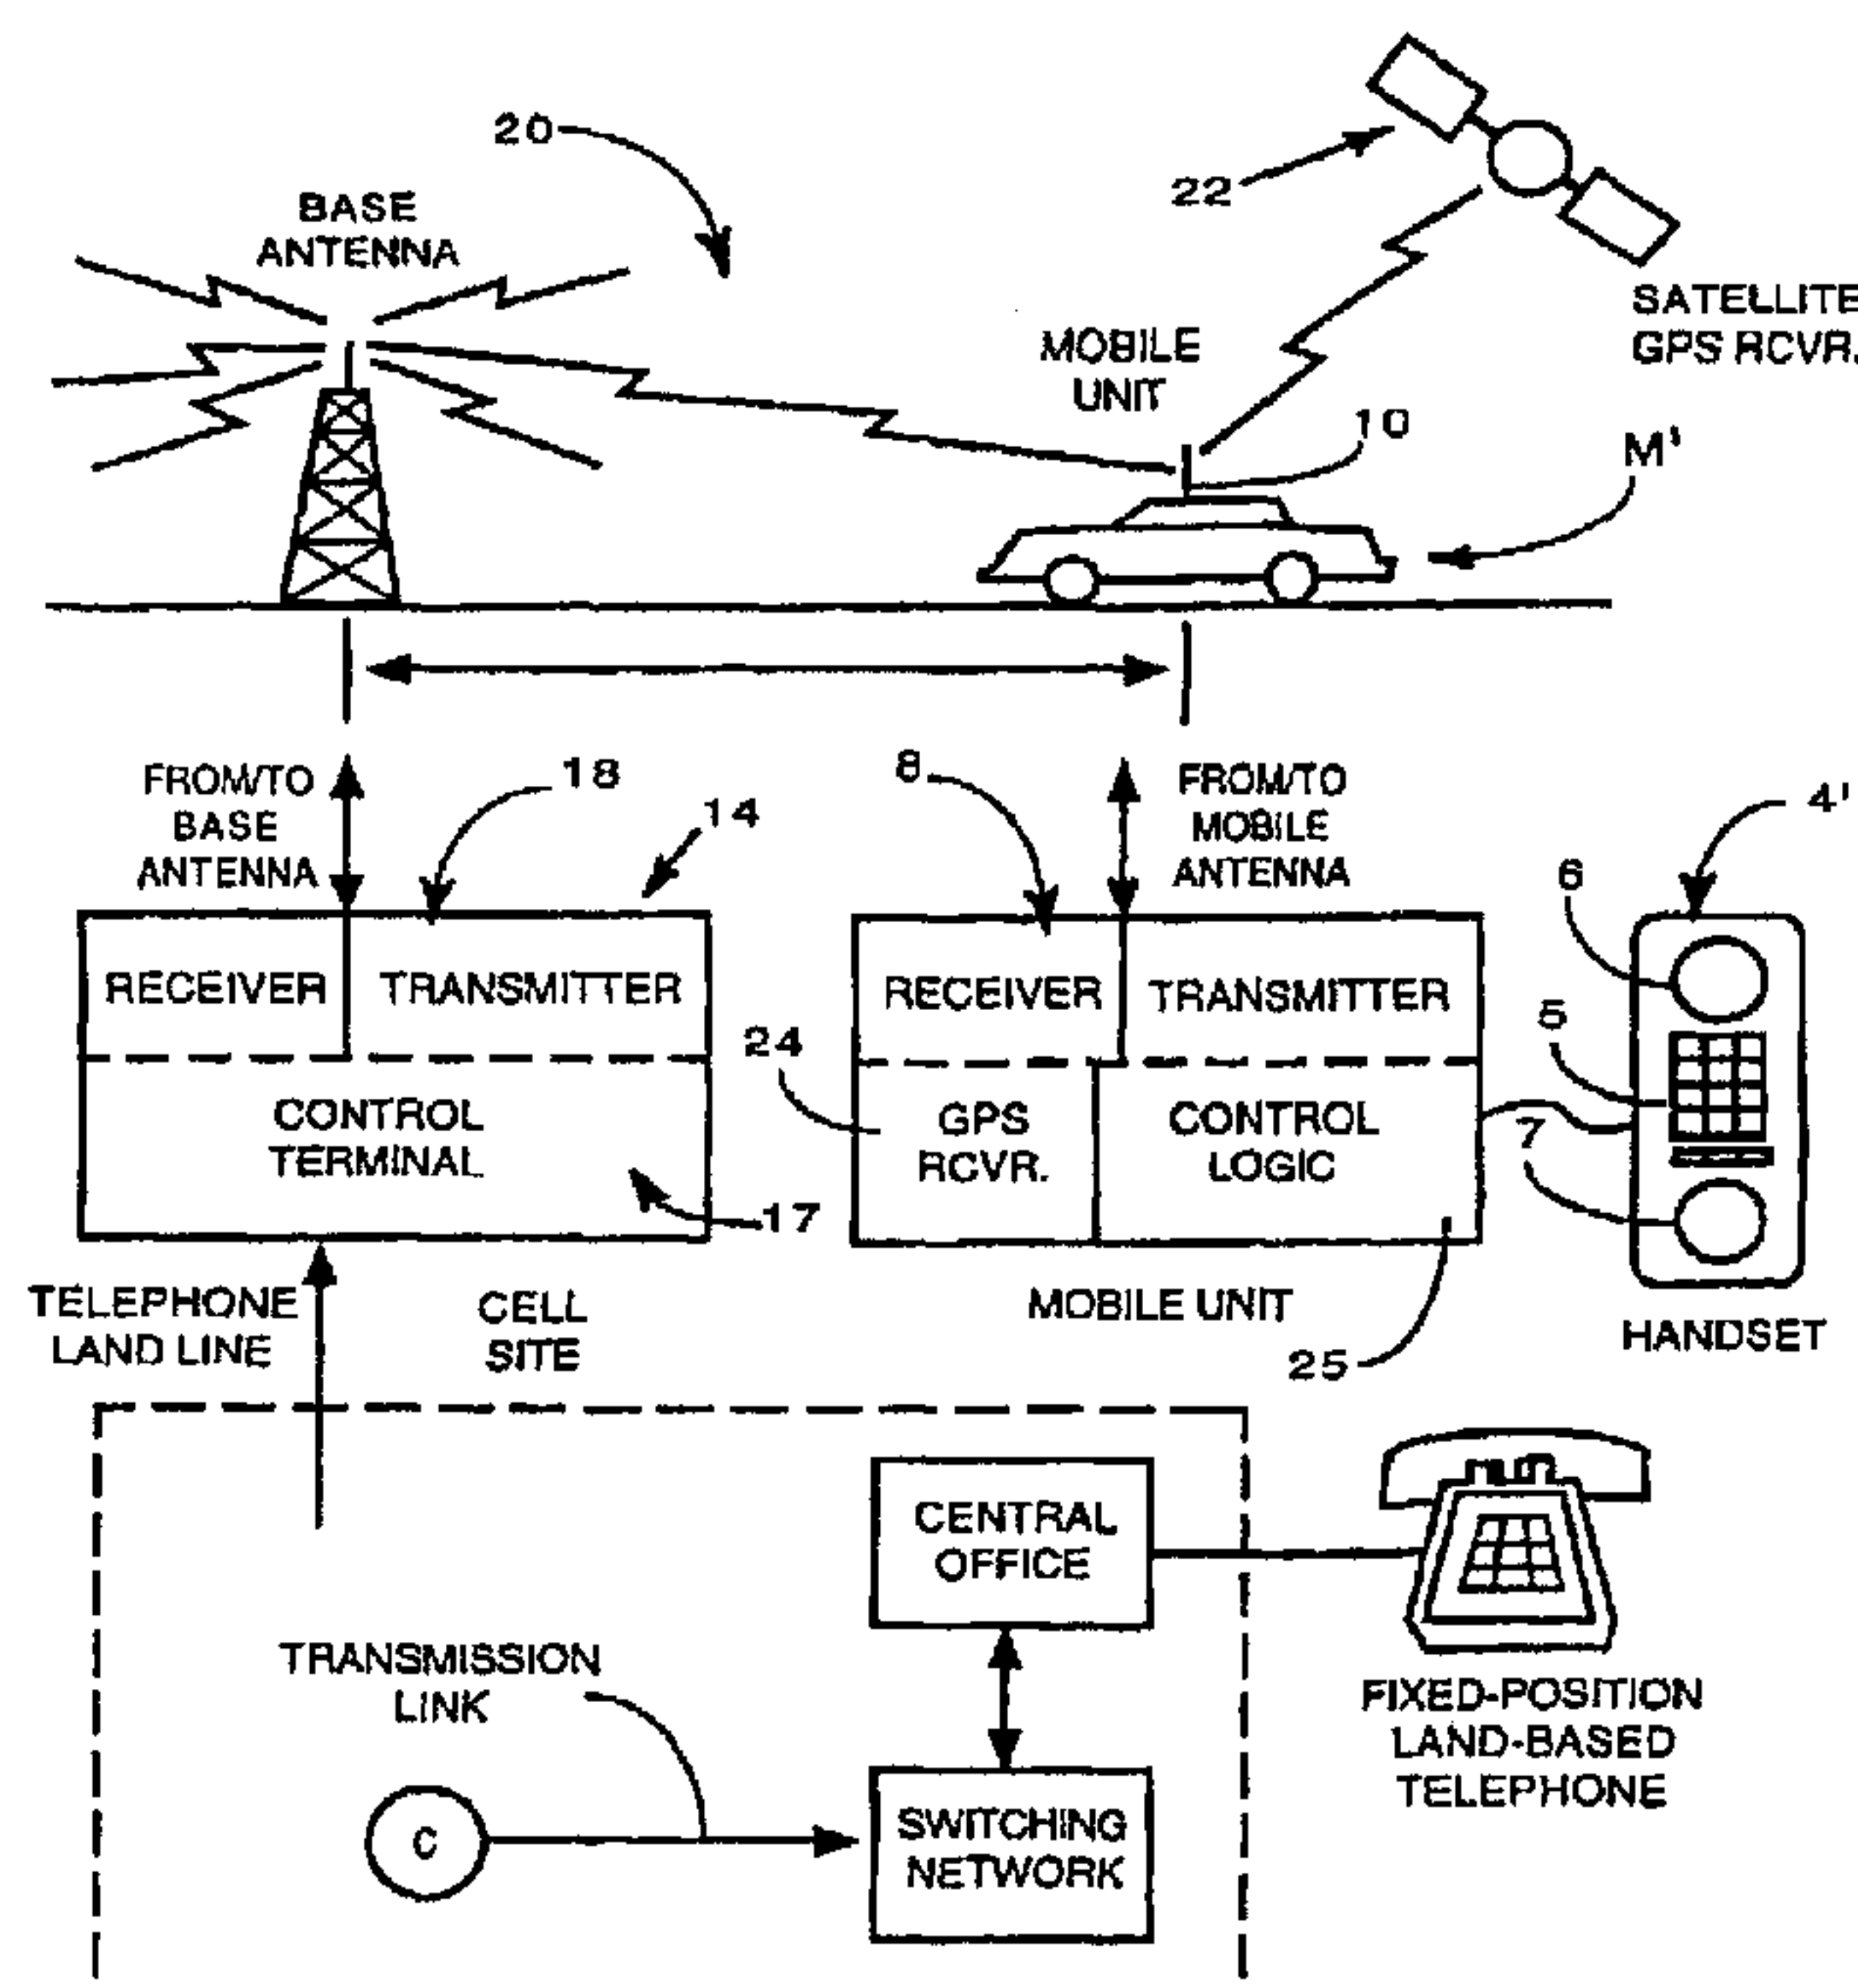 20
22
BASE
ANTENNA
SATELLITE
GPS RCVR.
MOBILE
UNIT
10
M'
FROM/TO
BASE
ANTENNA
18
14
8
FROM/TO
MOBILE
ANTENNA
4'
6
RECEIVER
TRANSMITTER
RECEIVER
TRANSMITTER
5
24
CONTROL
TERMINAL
GPS
RCVR.
CONTROL
LOGIC
7
17
TELEPHONE
LAND LINE
CELL
SITE
MOBILE UNIT
25
HANDSET
CENTRAL
OFFICE
TRANSMISSION
LINK
FIXED-POSITION
LAND-BASED
TELEPHONE
C
SWITCHING
NETWORK